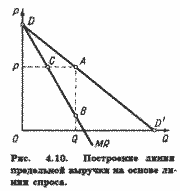 P
D
P
C
A
B
D'
O
Q
MR
Q
Рис. 4.10. Построение линии
предельной выручки на основе ли-
нии спроса.